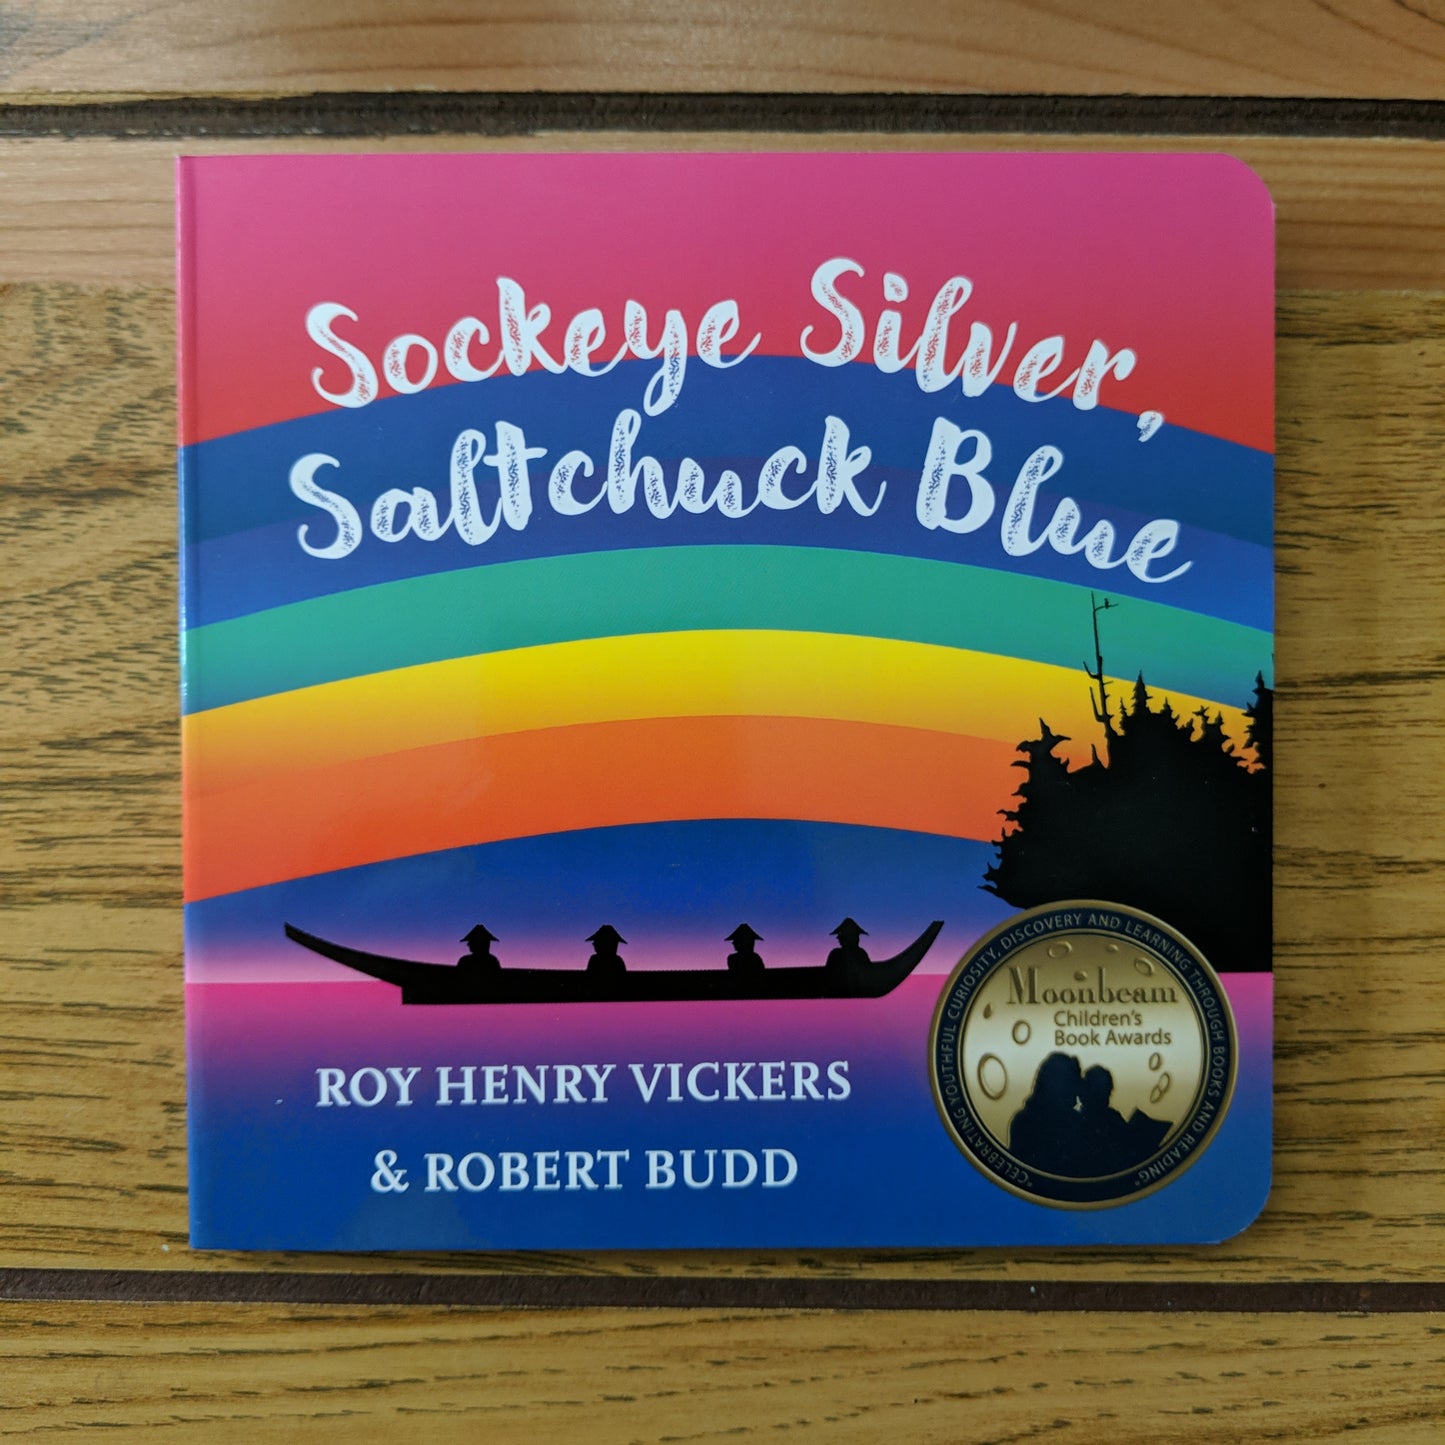 Sockeye Silver,
Saltchuck Blue
ROY HENRY VICKERS
& ROBERT BUDD
"CELEBRATING YOUTHFUL CURIOSITY, DISCOVERY AND LEARNING THROUGH BOOKS AND READING"
Moonbeam
Children's
Book Awards